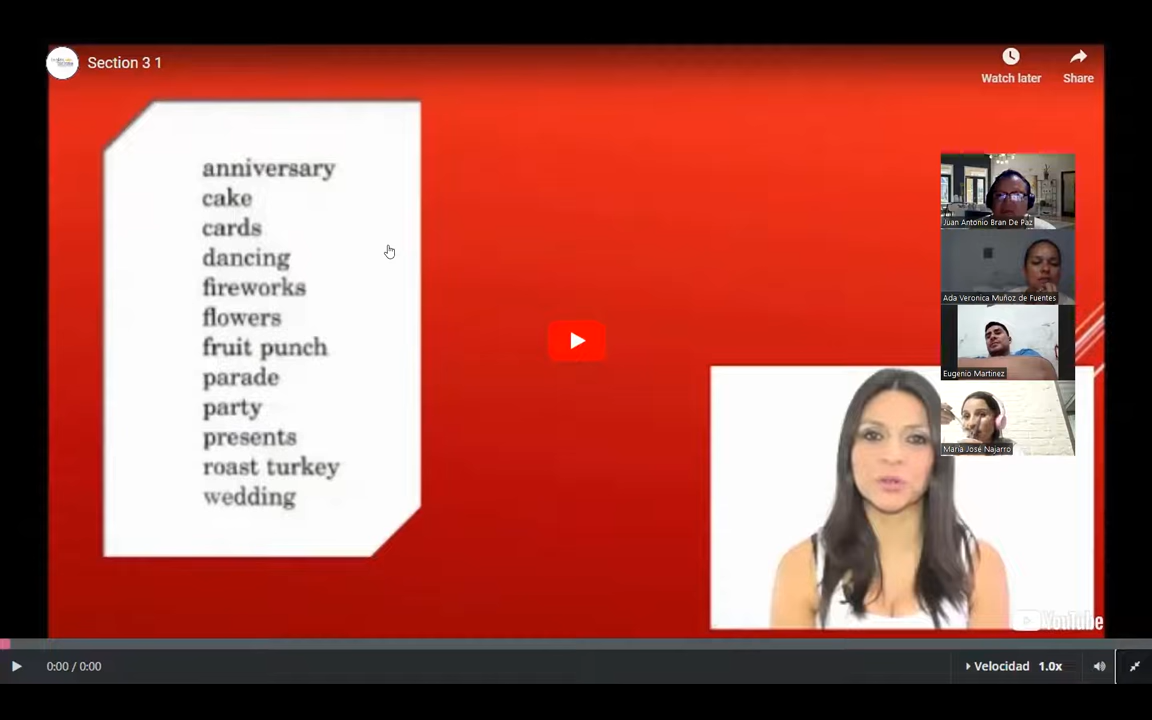 Section 3 1
Watch later
Share
anniversary
cake
cards
dancing
fireworks
flowers
fruit punch
parade
party
presents
roast turkey
wedding
Juan Antonio Bran De Paz
Ada Veronica Muñoz de Fuentes
Eugenio Martinez
María José Najarro
YouTube
0:00 / 0:00
Velocidad 1.0x